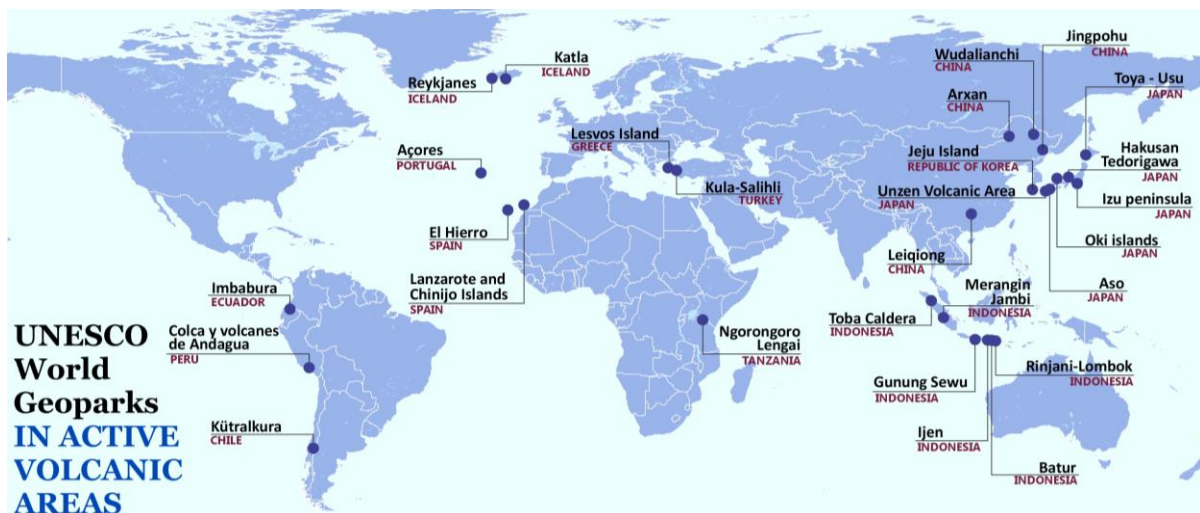 Jingpohu
CHINA
Wudalianchi
CHINA
Katla
ICELAND
Reykjanes
ICELAND
Toya - Usu
JAPAN
Arxan
CHINA
Lesvos Island
GREECE
Açores
PORTUGAL
Hakusan
Tedorigawa
JAPAN
Jeju Island
REPUBLIC OF KOREA
Kula-Salihli
TURKEY
Unzen Volcanic Area
JAPAN
Izu peninsula
JAPAN
El Hierro
SPAIN
Oki islands
JAPAN
Leiqiong
CHINA
Lanzarote and
Chinijo Islands
SPAIN
Imbabura
ECUADOR
Merangin
Jambi
INDONESIA
Aso
JAPAN
Toba Caldera
INDONESIA
Colca y volcanes
de Andagua
PERU
Ngorongoro
Lengai
TANZANIA
Rinjani-Lombok
INDONESIA
Gunung Sewu
INDONESIA
Kütralkura
CHILE
Ijen
INDONESIA
Batur
INDONESIA
UNESCO
World
Geoparks
IN ACTIVE
VOLCANIC
AREAS